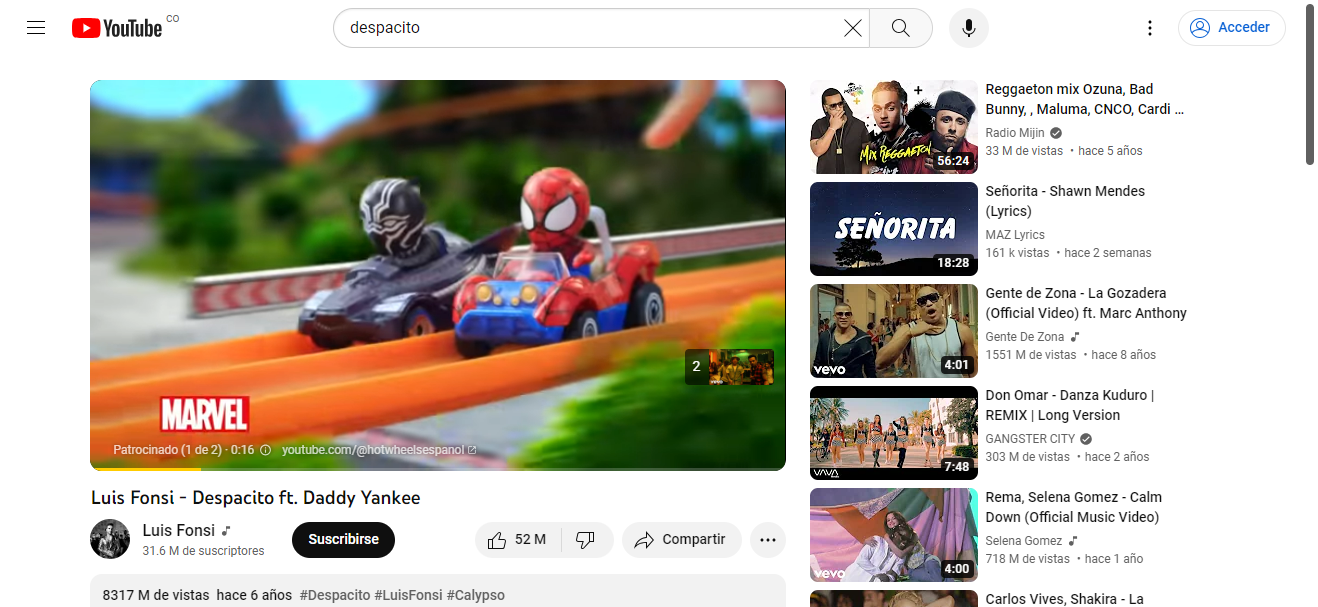 YouTube CO
despacito
Acceder
MARVEL
2
Patrocinado (1 de 2) · 0:16
youtube.com/@hotwheelsespanol
Luis Fonsi - Despacito ft. Daddy Yankee
Luis Fonsi
31.6 M de suscriptores
Suscribirse
52 M
Compartir
8317 M de vistas hace 6 años #Despacito #LuisFonsi #Calypso
MIX REGGAETON
56:24
Reggaeton mix Ozuna, Bad
Bunny, , Maluma, CNCO, Cardi ...
Radio Mijin
33 M de vistas • hace 5 años
SEÑORITA
18:28
Señorita - Shawn Mendes
(Lyrics)
MAZ Lyrics
161 k vistas • hace 2 semanas
vevo
4:01
Gente de Zona - La Gozadera
(Official Video) ft. Marc Anthony
Gente De Zona
1551 M de vistas • hace 8 años
VAVA
7:48
Don Omar - Danza Kuduro |
REMIX | Long Version
GANGSTER CITY
303 M de vistas • hace 2 años
vevo
4:00
Rema, Selena Gomez - Calm
Down (Official Music Video)
Selena Gomez
718 M de vistas • hace 1 año
Carlos Vives, Shakira - La